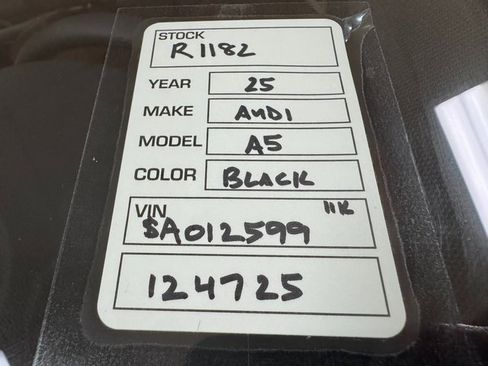 STOCK
R1182
YEAR 25
MAKE AUDI
MODEL A5
COLOR BLACK
VIN 11K
SA012599
124725